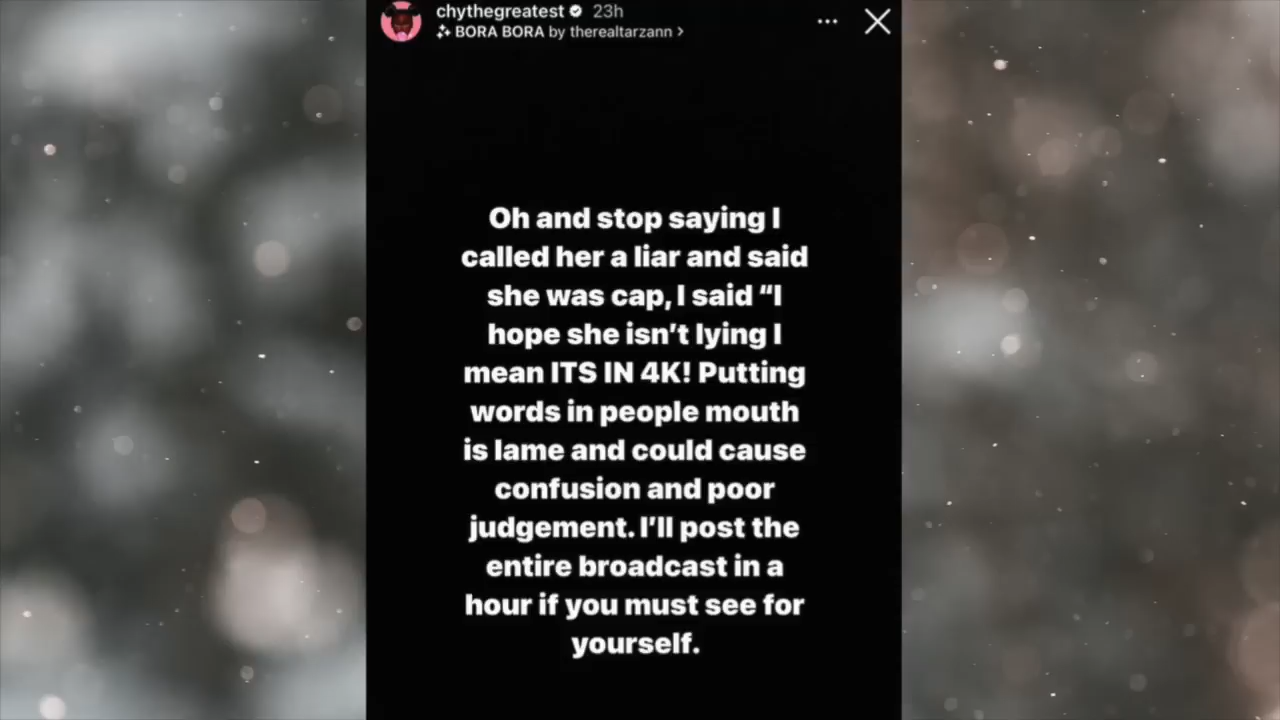 chythegreatest 23h
BORA BORA by therealtarzann >
Oh and stop saying I
called her a liar and said
she was cap, I said “I
hope she isn’t lying I
mean ITS IN 4K! Putting
words in people mouth
is lame and could cause
confusion and poor
judgement. I’ll post the
entire broadcast in a
hour if you must see for
yourself.